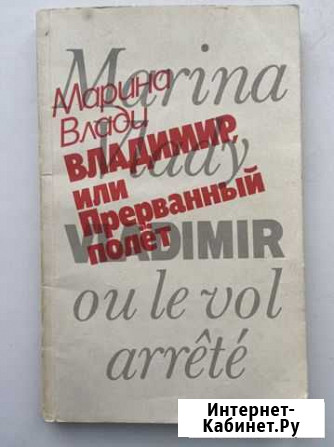 Marina
Марина
Влади
Vlady
ВЛАДИМИР,
или
Прерванный
VLADIMIR
полёт
ou le vol
arrêté
Интернет-
Кабинет.Ру